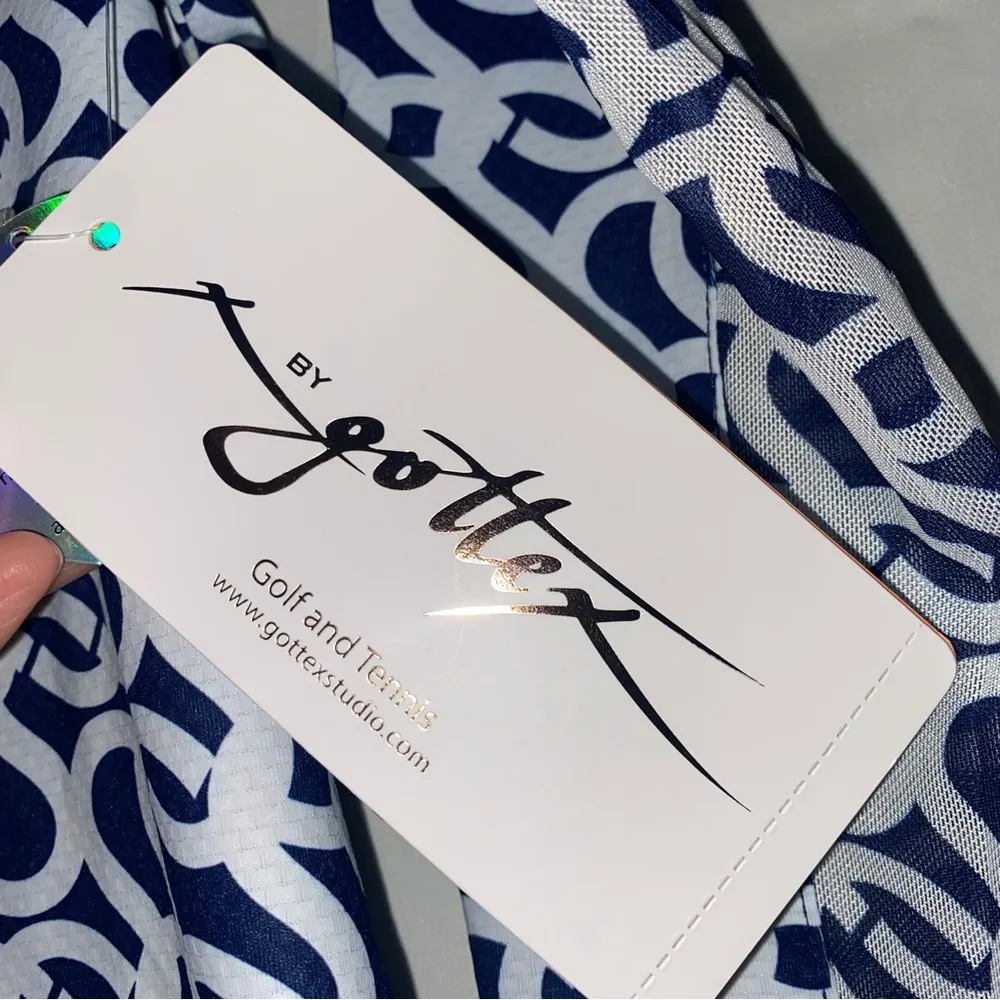 X BY
gottex
Golf and Tennis
www.gottexstudio.com